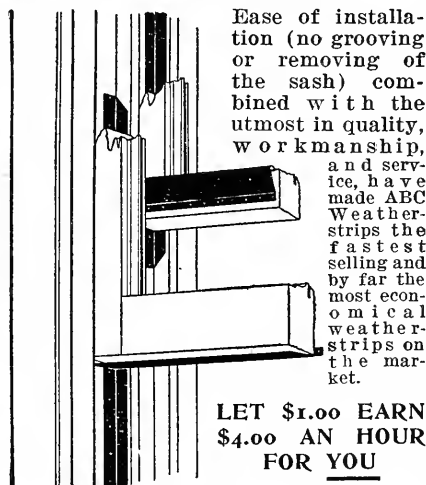 Ease of installa-
tion (no grooving
or removing of
the sash) com-
bined with the
utmost in quality,
workmanship,
and serv-
ice, have
made ABC
Weather-
strips the
fastest
selling and
by far the
most econ-
omical
weather-
strips on
the mar-
ket.
LET $1.00 EARN
$4.00 AN HOUR
FOR YOU